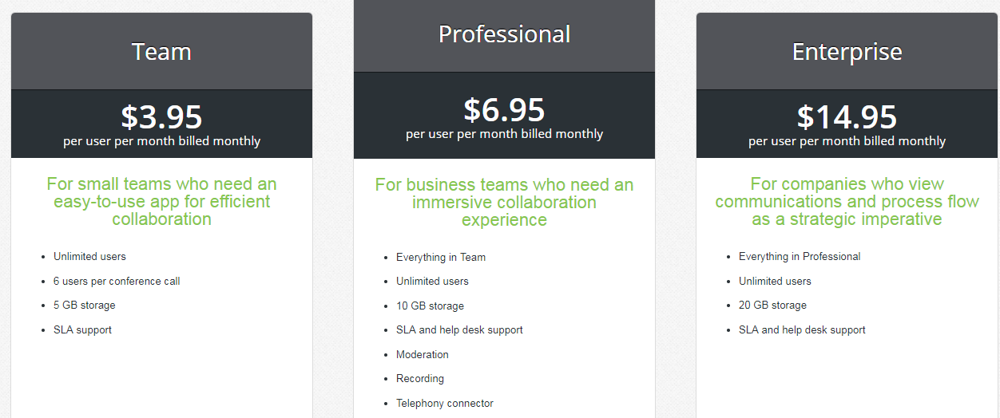 Team
$3.95
per user per month billed monthly
For small teams who need an
easy-to-use app for efficient
collaboration
Unlimited users
6 users per conference call
5 GB storage
SLA support
Professional
$6.95
per user per month billed monthly
For business teams who need an
immersive collaboration
experience
Everything in Team
Unlimited users
10 GB storage
SLA and help desk support
Moderation
Recording
Telephony connector
Enterprise
$14.95
per user per month billed monthly
For companies who view
communications and process flow
as a strategic imperative
Everything in Professional
Unlimited users
20 GB storage
SLA and help desk support